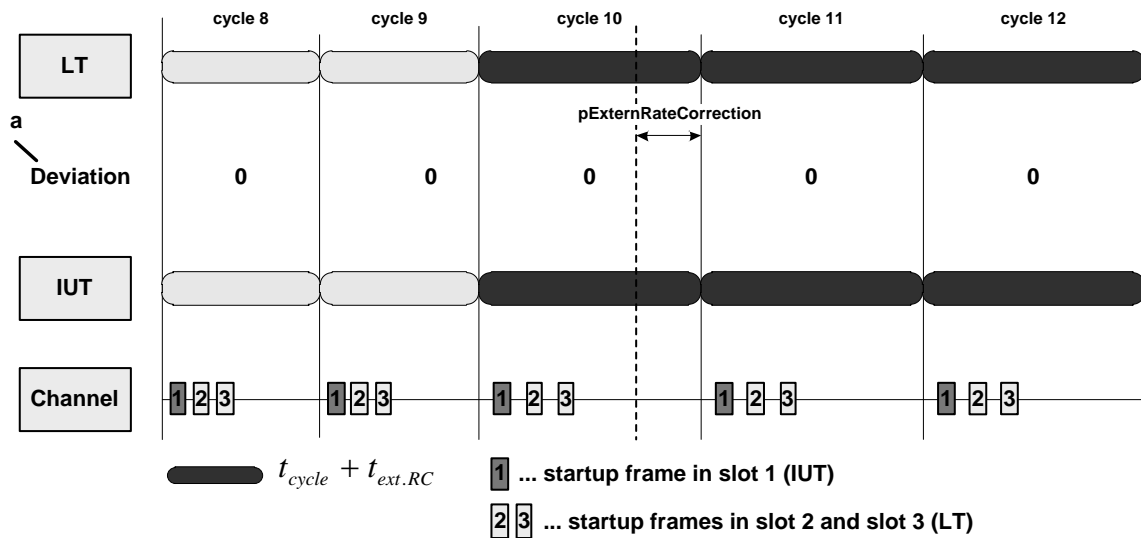 cycle 8 cycle 9 cycle 10 cycle 11 cycle 12
LT
pExternRateCorrection
a
Deviation 0 0 0 0 0
IUT
Channel 1 2 3 1 2 3 1 2 3 1 2 3 1 2 3
t_cycle + t_ext.RC
1 ... startup frame in slot 1 (IUT)
2 3 ... startup frames in slot 2 and slot 3 (LT)